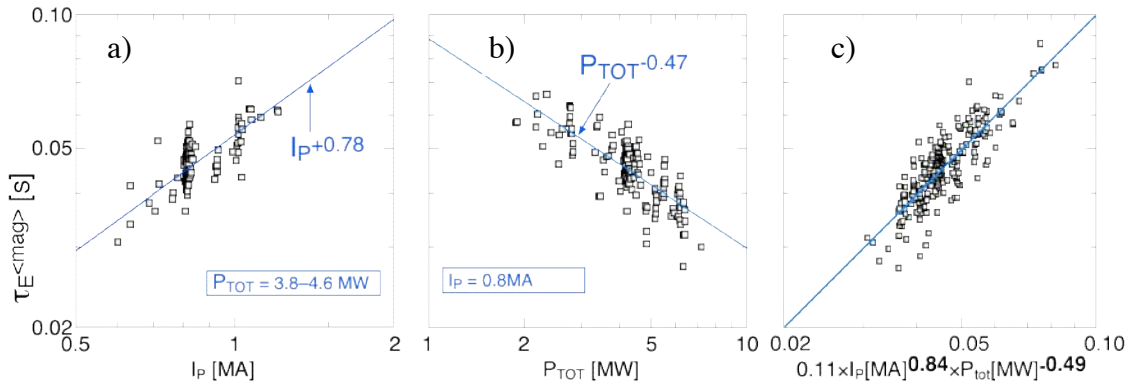 0.10
0.05
0.02
τE<mag> [s]
a)
IP+0.78
PTOT = 3.8–4.6 MW
0.5
1
2
IP [MA]
b)
PTOT-0.47
IP = 0.8MA
1
2
5
10
PTOT [MW]
c)
0.02
0.05
0.10
0.11×IP[MA]0.84×Ptot[MW]-0.49